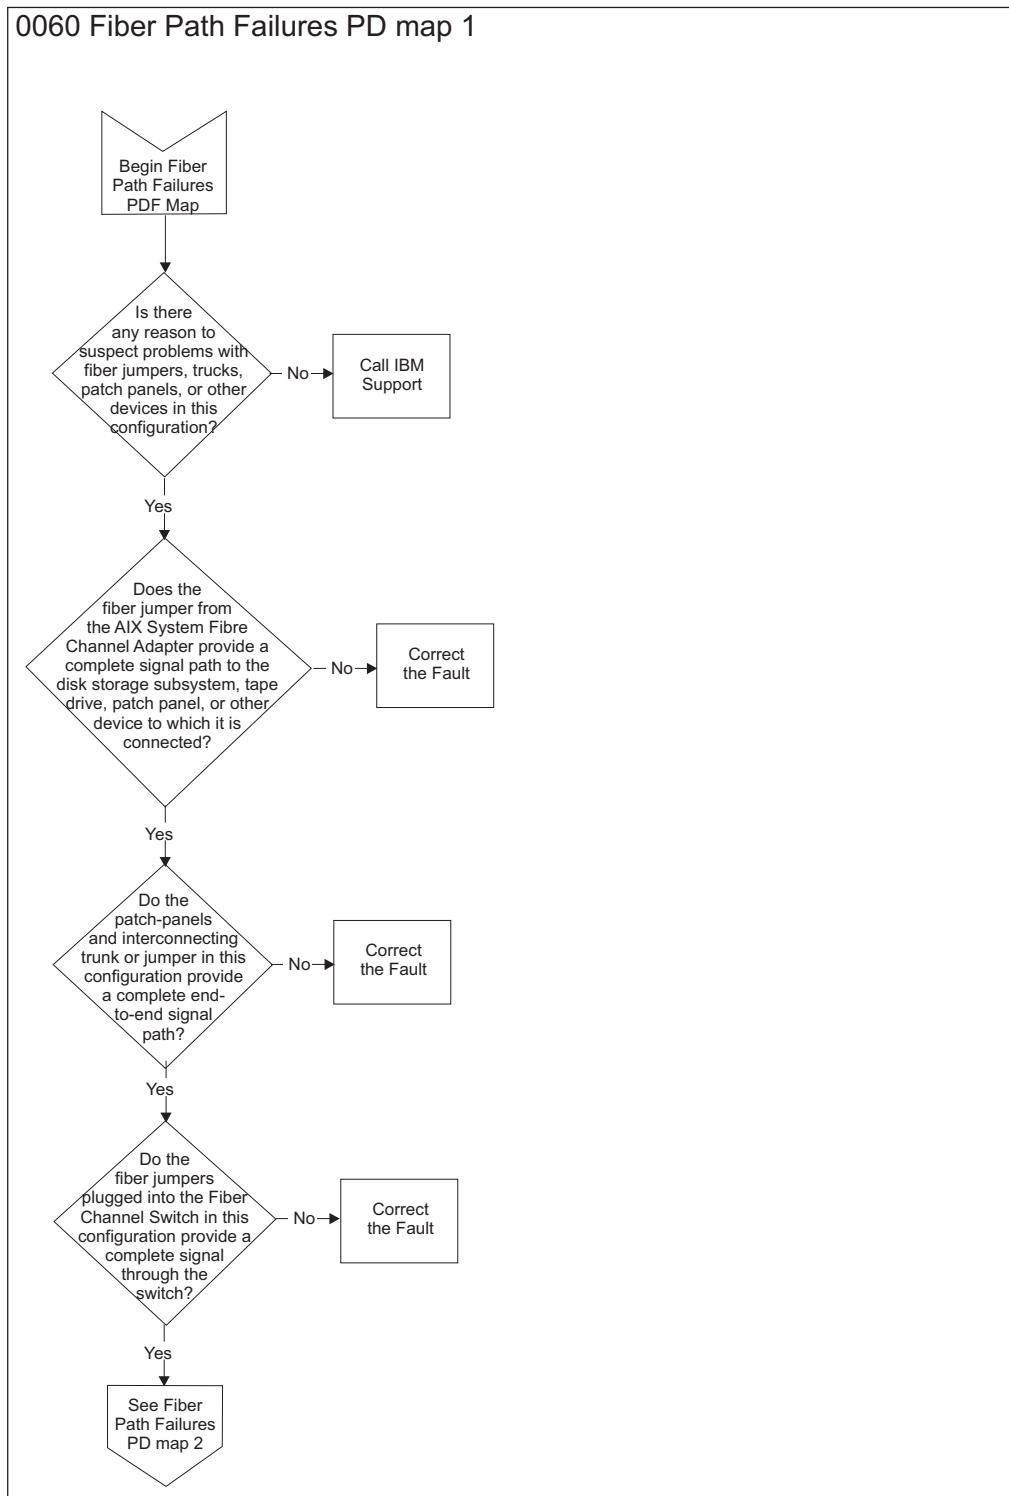 0060 Fiber Path Failures PD map 1
Begin Fiber
Path Failures
PDF Map
Is there
any reason to
suspect problems with
fiber jumpers, trucks,
patch panels, or other
devices in this
configuration?
No
Call IBM
Support
Yes
Does the
fiber jumper from
the AIX System Fibre
Channel Adapter provide a
complete signal path to the
disk storage subsystem, tape
drive, patch panel, or other
device to which it is
connected?
No
Correct
the Fault
Yes
Do the
patch-panels
and interconnecting
trunk or jumper in this
configuration provide
a complete end-
to-end signal
path?
No
Correct
the Fault
Yes
Do the
fiber jumpers
plugged into the Fiber
Channel Switch in this
configuration provide a
complete signal
through the
switch?
No
Correct
the Fault
Yes
See Fiber
Path Failures
PD map 2